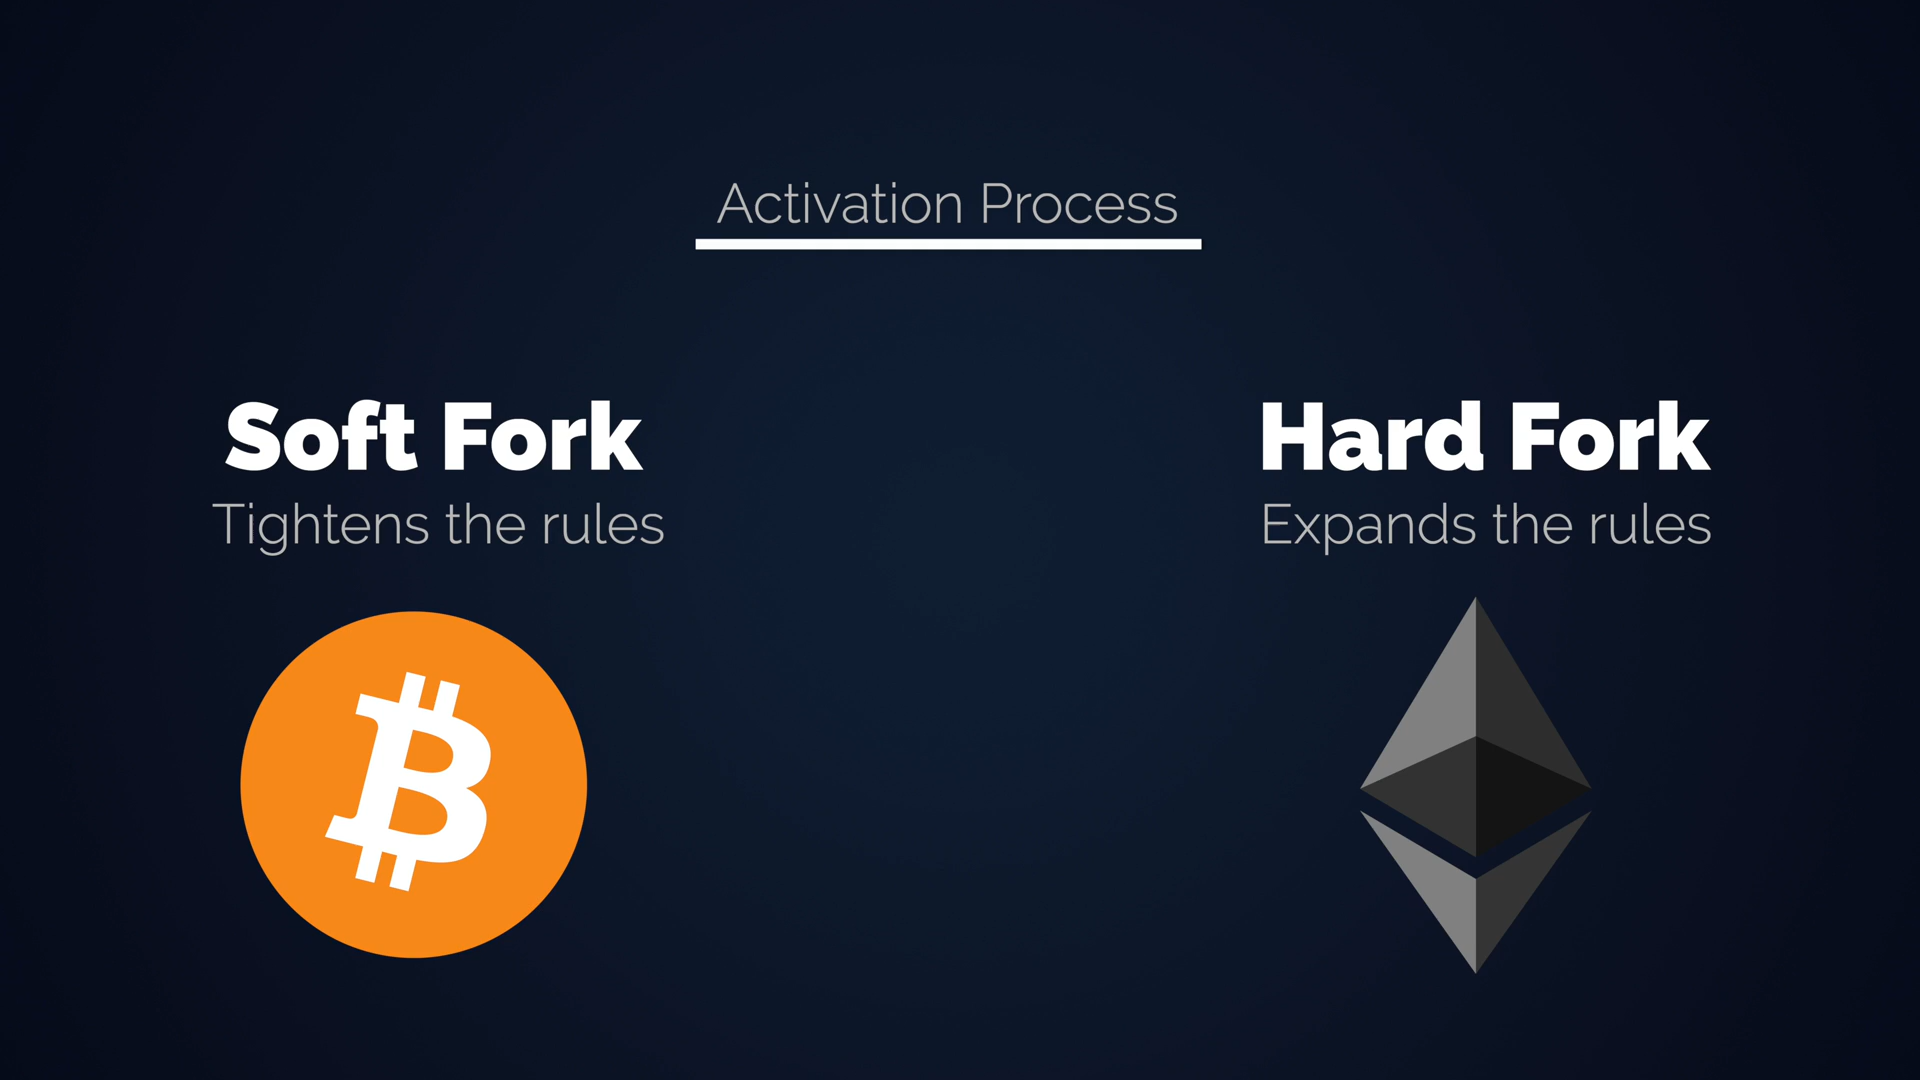 Activation Process
Soft Fork
Tightens the rules
Hard Fork
Expands the rules